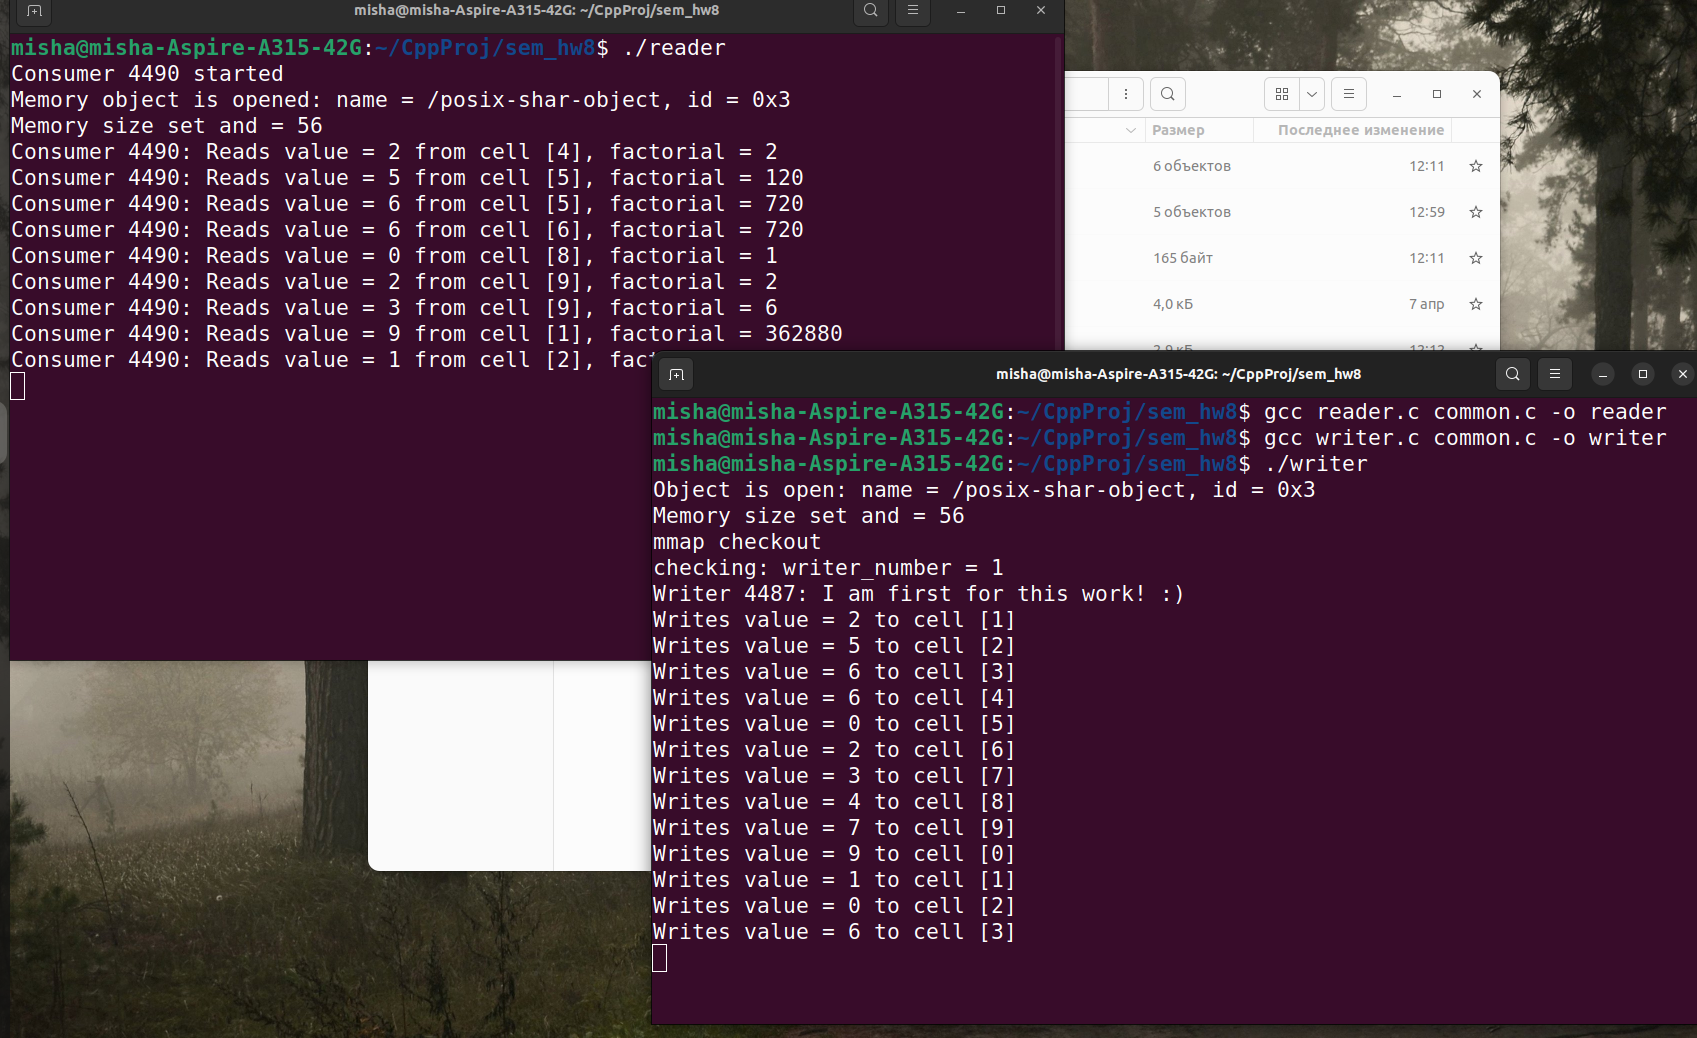 misha@misha-Aspire-A315-42G: ~/CppProj/sem_hw8
misha@misha-Aspire-A315-42G:~/CppProj/sem_hw8$ ./reader
Consumer 4490 started
Memory object is opened: name = /posix-shar-object, id = 0x3
Memory size set and = 56
Consumer 4490: Reads value = 2 from cell [4], factorial = 2
Consumer 4490: Reads value = 5 from cell [5], factorial = 120
Consumer 4490: Reads value = 6 from cell [5], factorial = 720
Consumer 4490: Reads value = 6 from cell [6], factorial = 720
Consumer 4490: Reads value = 0 from cell [8], factorial = 1
Consumer 4490: Reads value = 2 from cell [9], factorial = 2
Consumer 4490: Reads value = 3 from cell [9], factorial = 6
Consumer 4490: Reads value = 9 from cell [1], factorial = 362880
Consumer 4490: Reads value = 1 from cell [2],
Размер Последнее изменение
6 объектов 12:11
5 объектов 12:59
165 байт 12:11
4,0 кБ 7 апр
misha@misha-Aspire-A315-42G: ~/CppProj/sem_hw8
misha@misha-Aspire-A315-42G:~/CppProj/sem_hw8$ gcc reader.c common.c -o reader
misha@misha-Aspire-A315-42G:~/CppProj/sem_hw8$ gcc writer.c common.c -o writer
misha@misha-Aspire-A315-42G:~/CppProj/sem_hw8$ ./writer
Object is open: name = /posix-shar-object, id = 0x3
Memory size set and = 56
mmap checkout
checking: writer_number = 1
Writer 4487: I am first for this work! :)
Writes value = 2 to cell [1]
Writes value = 5 to cell [2]
Writes value = 6 to cell [3]
Writes value = 6 to cell [4]
Writes value = 0 to cell [5]
Writes value = 2 to cell [6]
Writes value = 3 to cell [7]
Writes value = 4 to cell [8]
Writes value = 7 to cell [9]
Writes value = 9 to cell [0]
Writes value = 1 to cell [1]
Writes value = 0 to cell [2]
Writes value = 6 to cell [3]